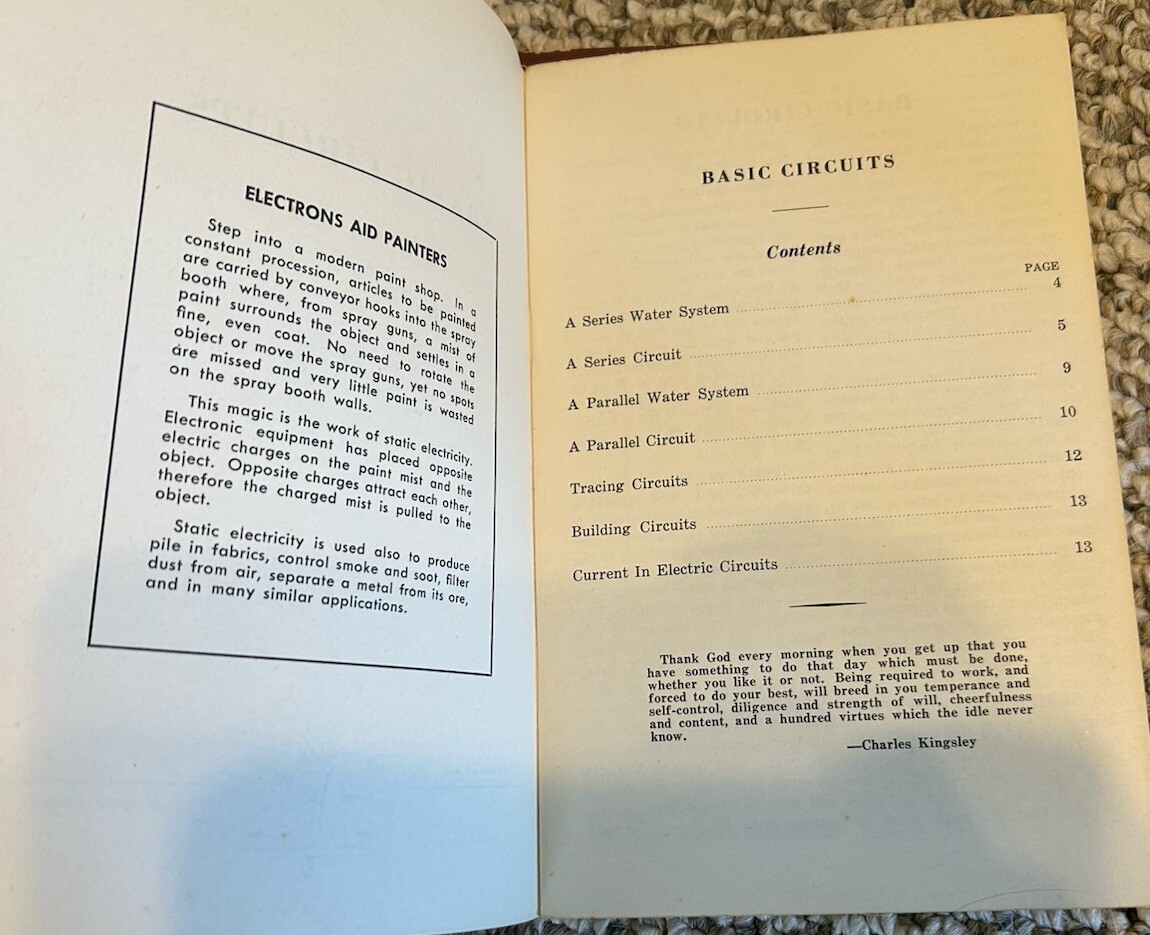 ELECTRONS AID PAINTERS
Step into a modern paint shop. In a
constant procession, articles to be painted
are carried by conveyor hooks into the spray
booth where, from spray guns, a mist of
paint surrounds the object and settles in a
fine, even coat. No need to rotate the
object or move the spray guns, yet no spots
are missed and very little paint is wasted
on the spray booth walls.
This magic is the work of static electricity.
Electronic equipment has placed opposite
electric charges on the paint mist and the
object. Opposite charges attract each other,
therefore the charged mist is pulled to the
object.
Static electricity is used also to produce
pile in fabrics, control smoke and soot, filter
dust from air, separate a metal from its ore,
and in many similar applications.
BASIC CIRCUITS
Contents
PAGE
A Series Water System 4
A Series Circuit 5
A Parallel Water System 9
A Parallel Circuit 10
Tracing Circuits 12
Building Circuits 13
Current In Electric Circuits 13
Thank God every morning when you get up that you
have something to do that day which must be done,
whether you like it or not. Being required to work, and
forced to do your best, will breed in you temperance and
self-control, diligence and strength of will, cheerfulness
and content, and a hundred virtues which the idle never
know.
—Charles Kingsley